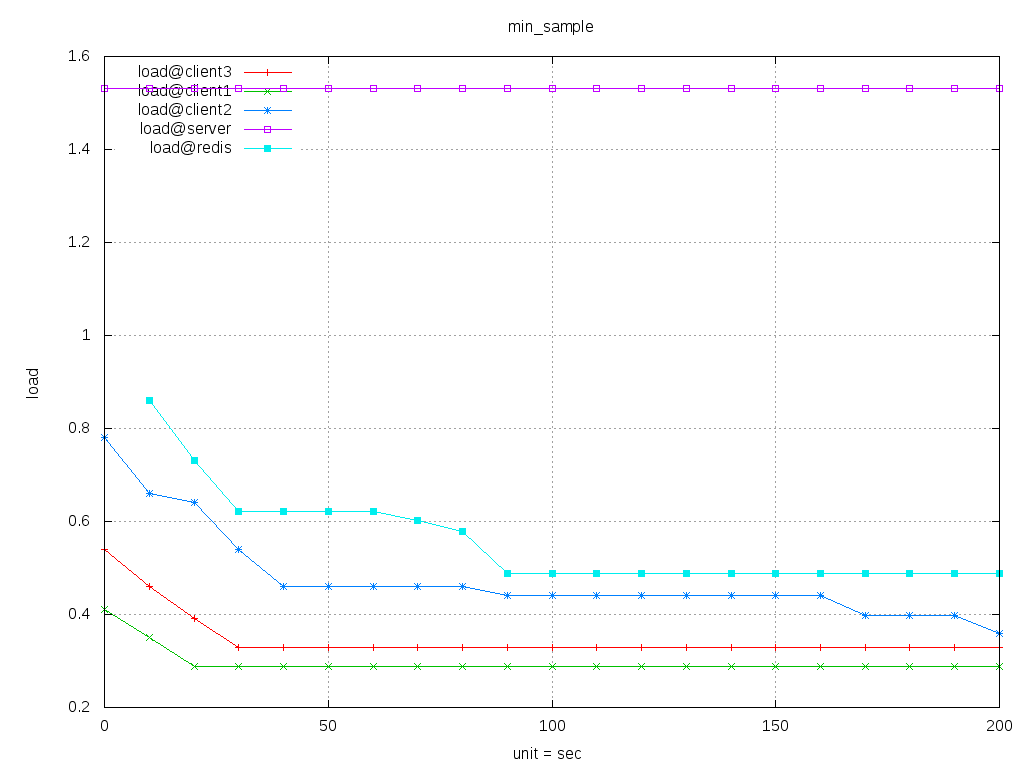 min_sample
1.6
1.4
1.2
1
0.8
0.6
0.4
0.2
load
load@client3
load@client1
load@client2
load@server
load@redis
0 50 100 150 200
unit = sec